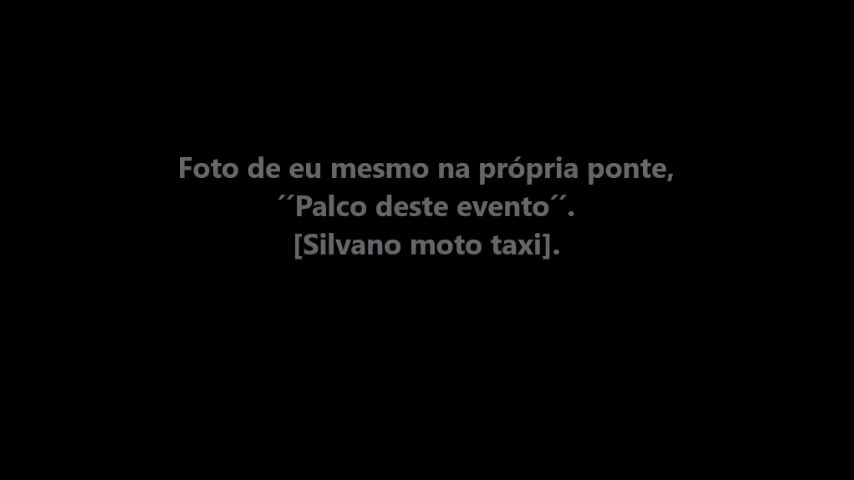 Foto de eu mesmo na própria ponte,
´´Palco deste evento´´.
[Silvano moto taxi].